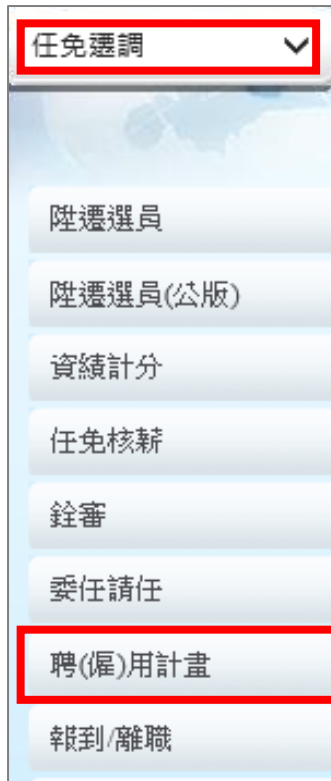 任免遷調
陞遷選員
陞遷選員(公版)
資績計分
任免核薪
銓審
委任請任
聘(僱)用計畫
報到/離職